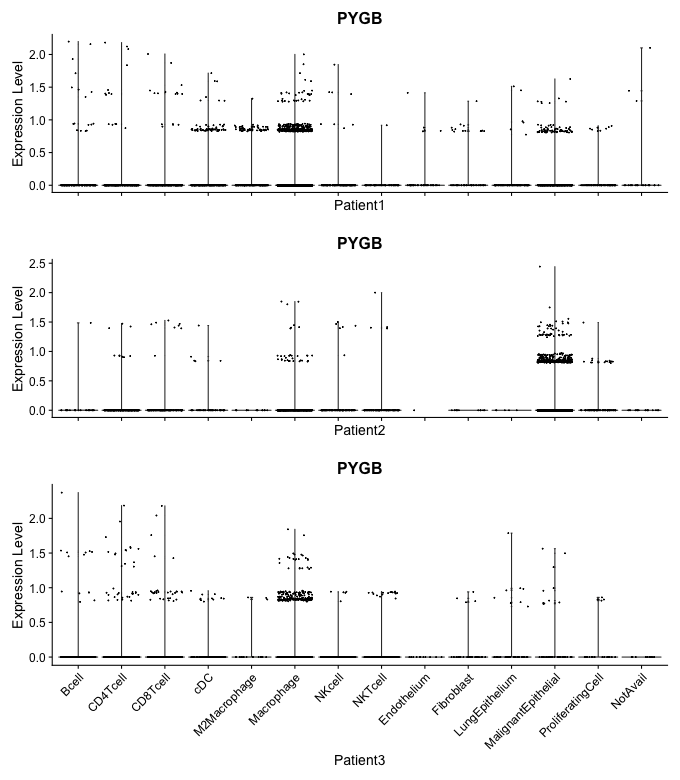 PYGB
Expression Level
2.0
1.5
1.0
0.5
0.0
Patient1
PYGB
Expression Level
2.5
2.0
1.5
1.0
0.5
0.0
Patient2
PYGB
Expression Level
2.0
1.5
1.0
0.5
0.0
Bcell
CD4Tcell
CD8Tcell
cDC
M2Macrophage
Macrophage
NKcell
NKTcell
Endothelium
Fibroblast
LungEpithelium
MalignantEpithelial
ProliferatingCell
NotAvail
Patient3